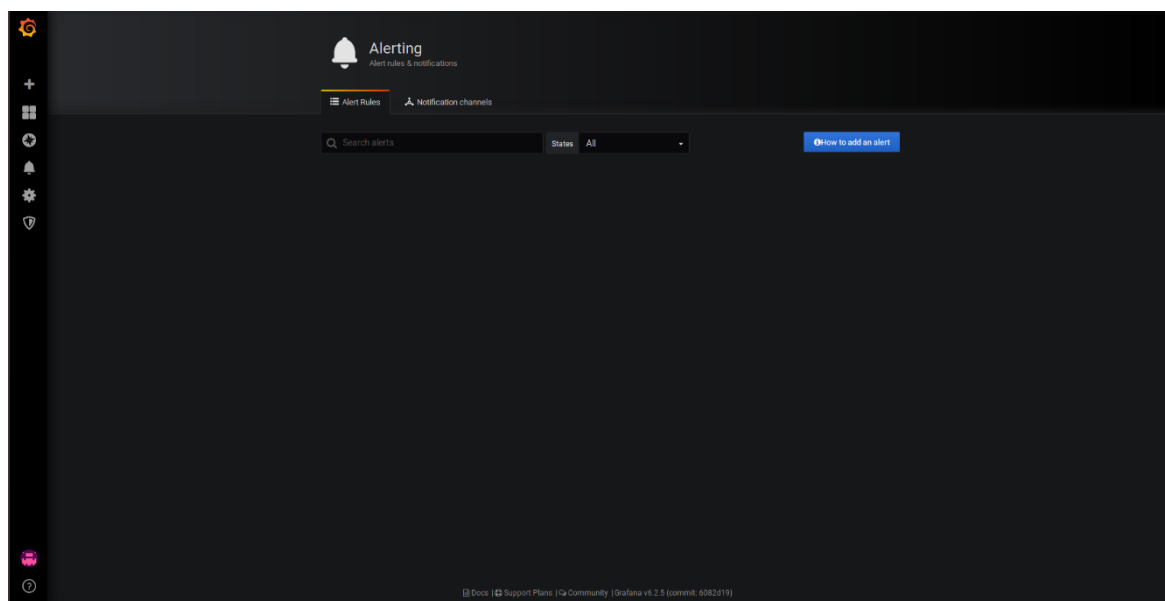 Alerting
Alert rules & notifications
Alert Rules
Notification channels
Search alerts
States All
How to add an alert
Docs | Support Plans | Community | Grafana v6.2.5 (commit: 6082d19)